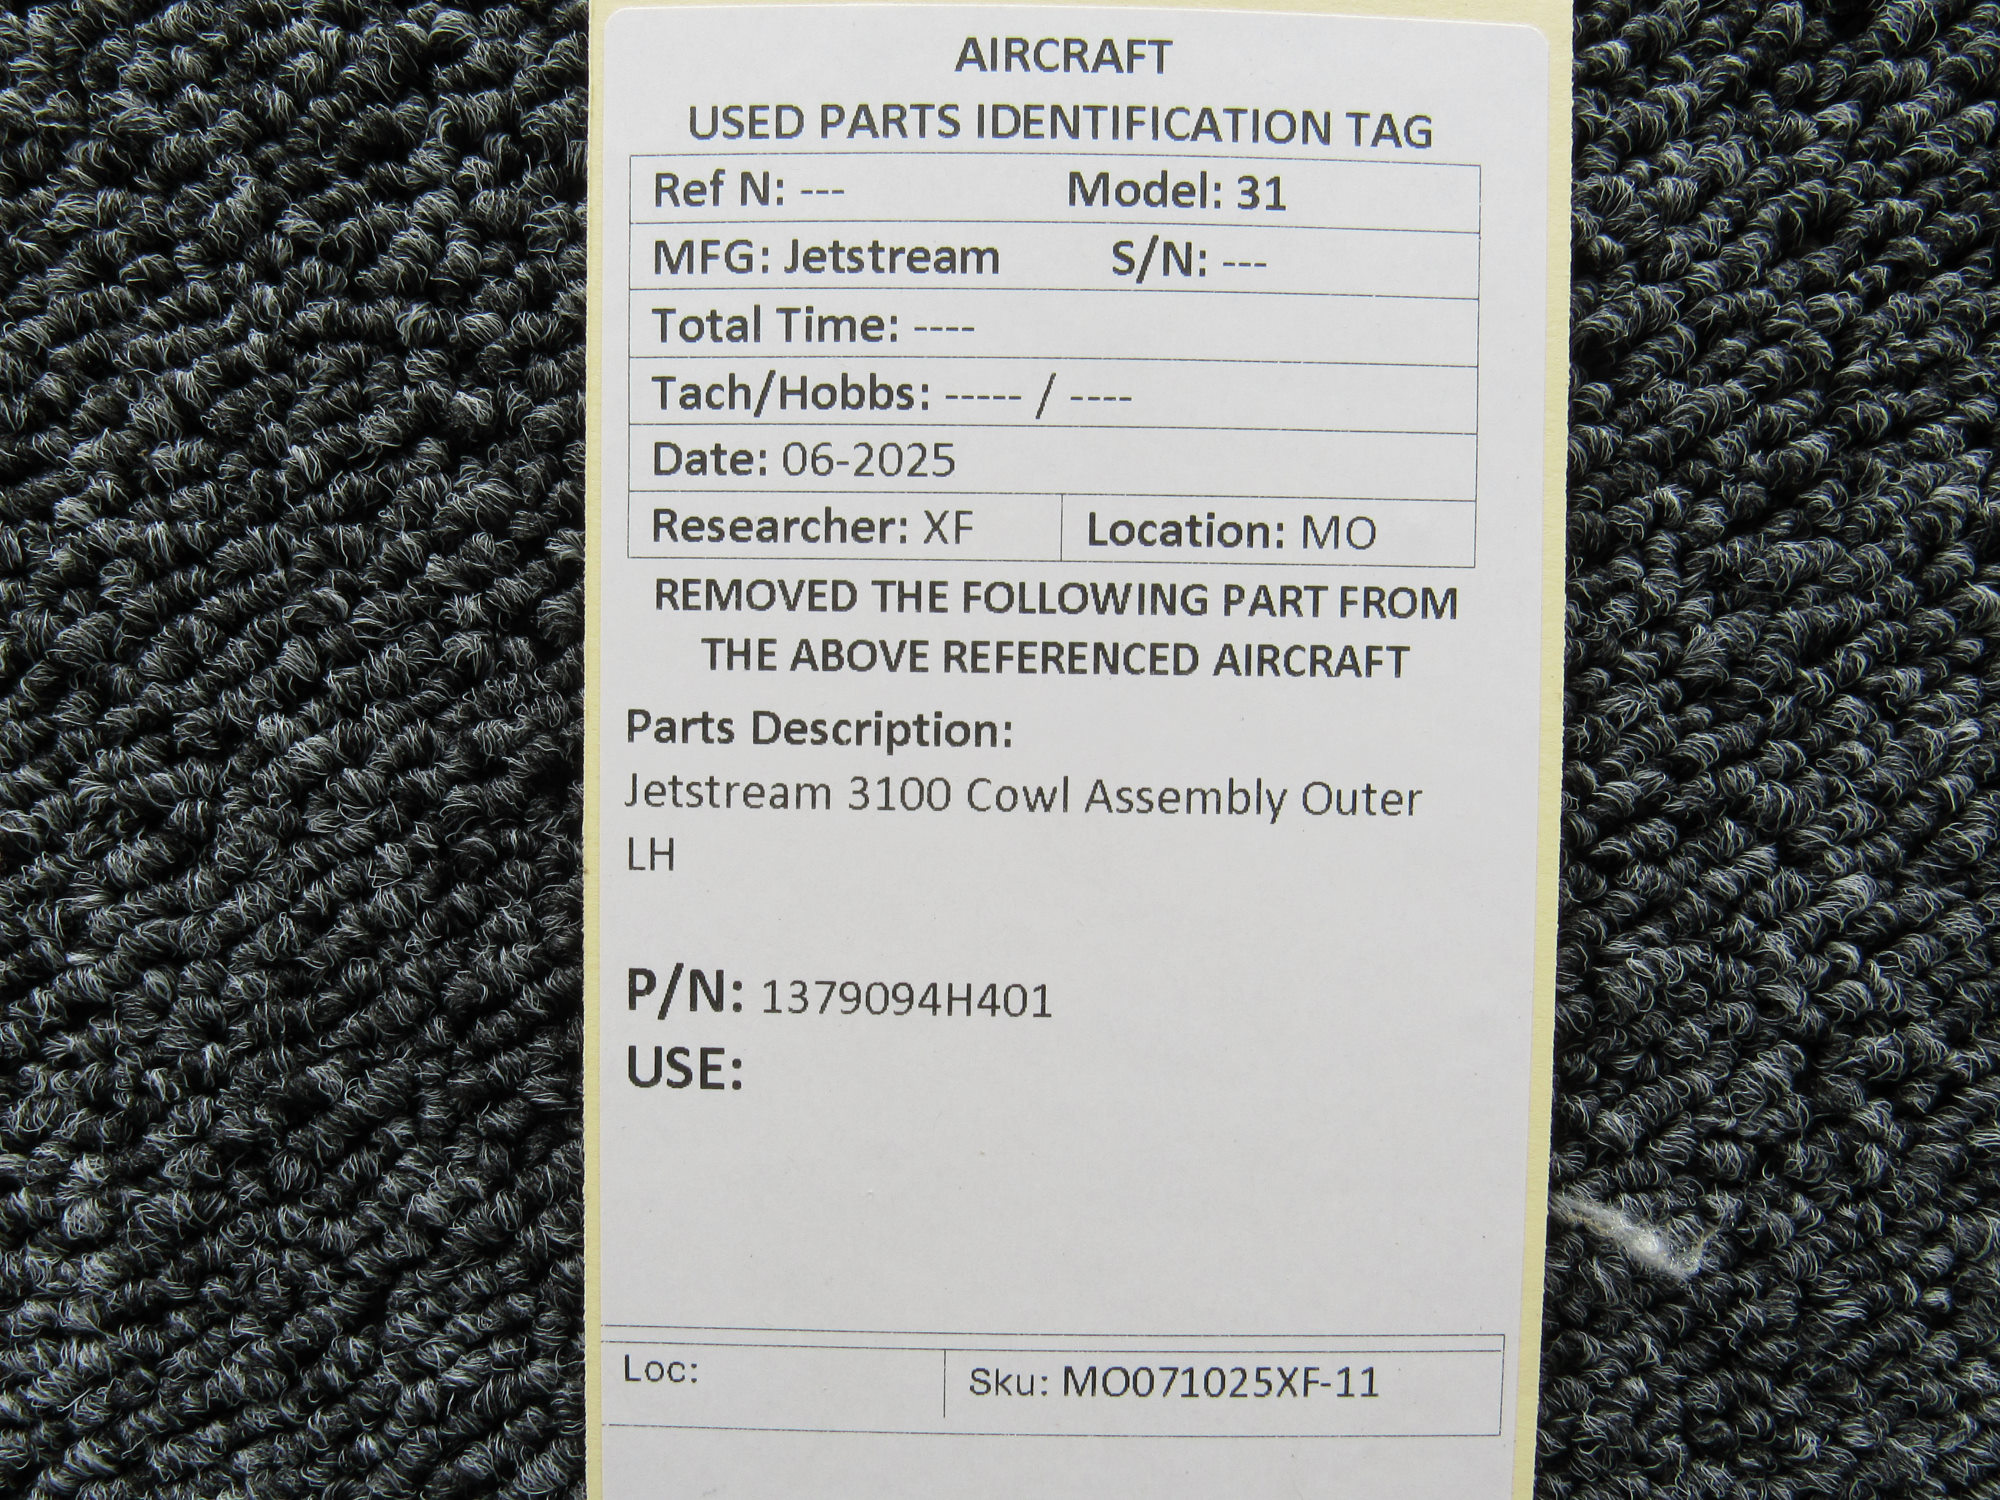 AIRCRAFT
USED PARTS IDENTIFICATION TAG
Ref N: --- Model: 31
MFG: Jetstream S/N: ---
Total Time: ----
Tach/Hobbs: ----- / ----
Date: 06-2025
Researcher: XF Location: MO
REMOVED THE FOLLOWING PART FROM
THE ABOVE REFERENCED AIRCRAFT
Parts Description:
Jetstream 3100 Cowl Assembly Outer
LH
P/N: 1379094H401
USE:
Loc: Sku: MO071025XF-11